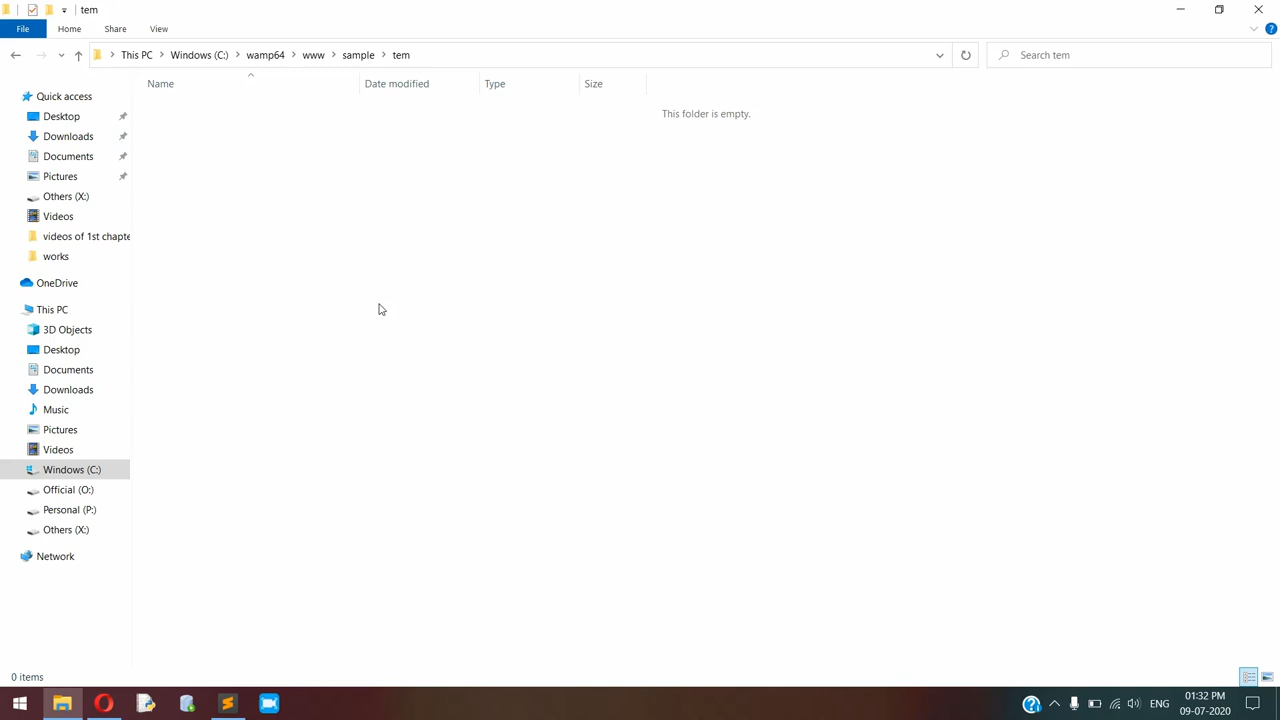 tem
File
Home
Share
View
This PC
Windows (C:)
wamp64
www
sample
tem
Search tem
Name
Date modified
Type
Size
This folder is empty.
Quick access
Desktop
Downloads
Documents
Pictures
Others (X:)
Videos
videos of 1st chapte
works
OneDrive
This PC
3D Objects
Desktop
Documents
Downloads
Music
Pictures
Videos
Windows (C:)
Official (O:)
Personal (P:)
Others (X:)
Network
0 items
ENG
01:32 PM
09-07-2020